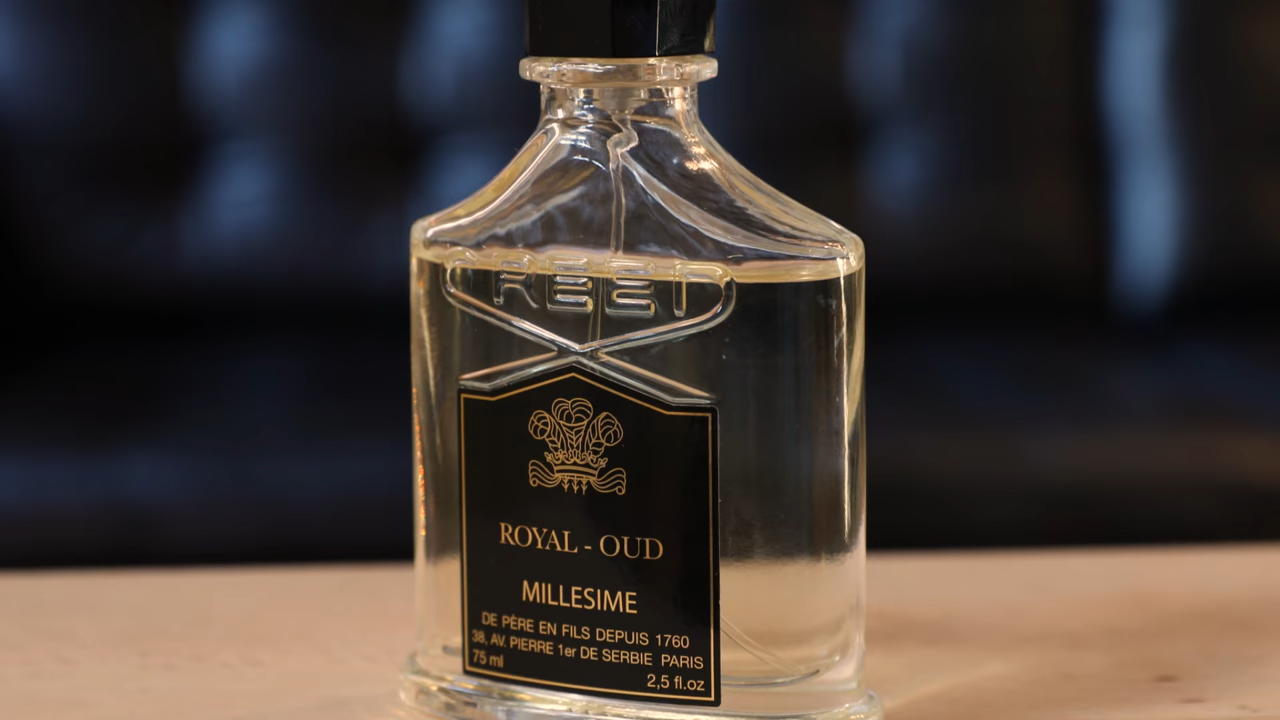 CREED
ROYAL - OUD
MILLESIME
DE PÈRE EN FILS DEPUIS 1760
38, AV. PIERRE 1er DE SERBIE PARIS
75 ml
2,5 fl.oz